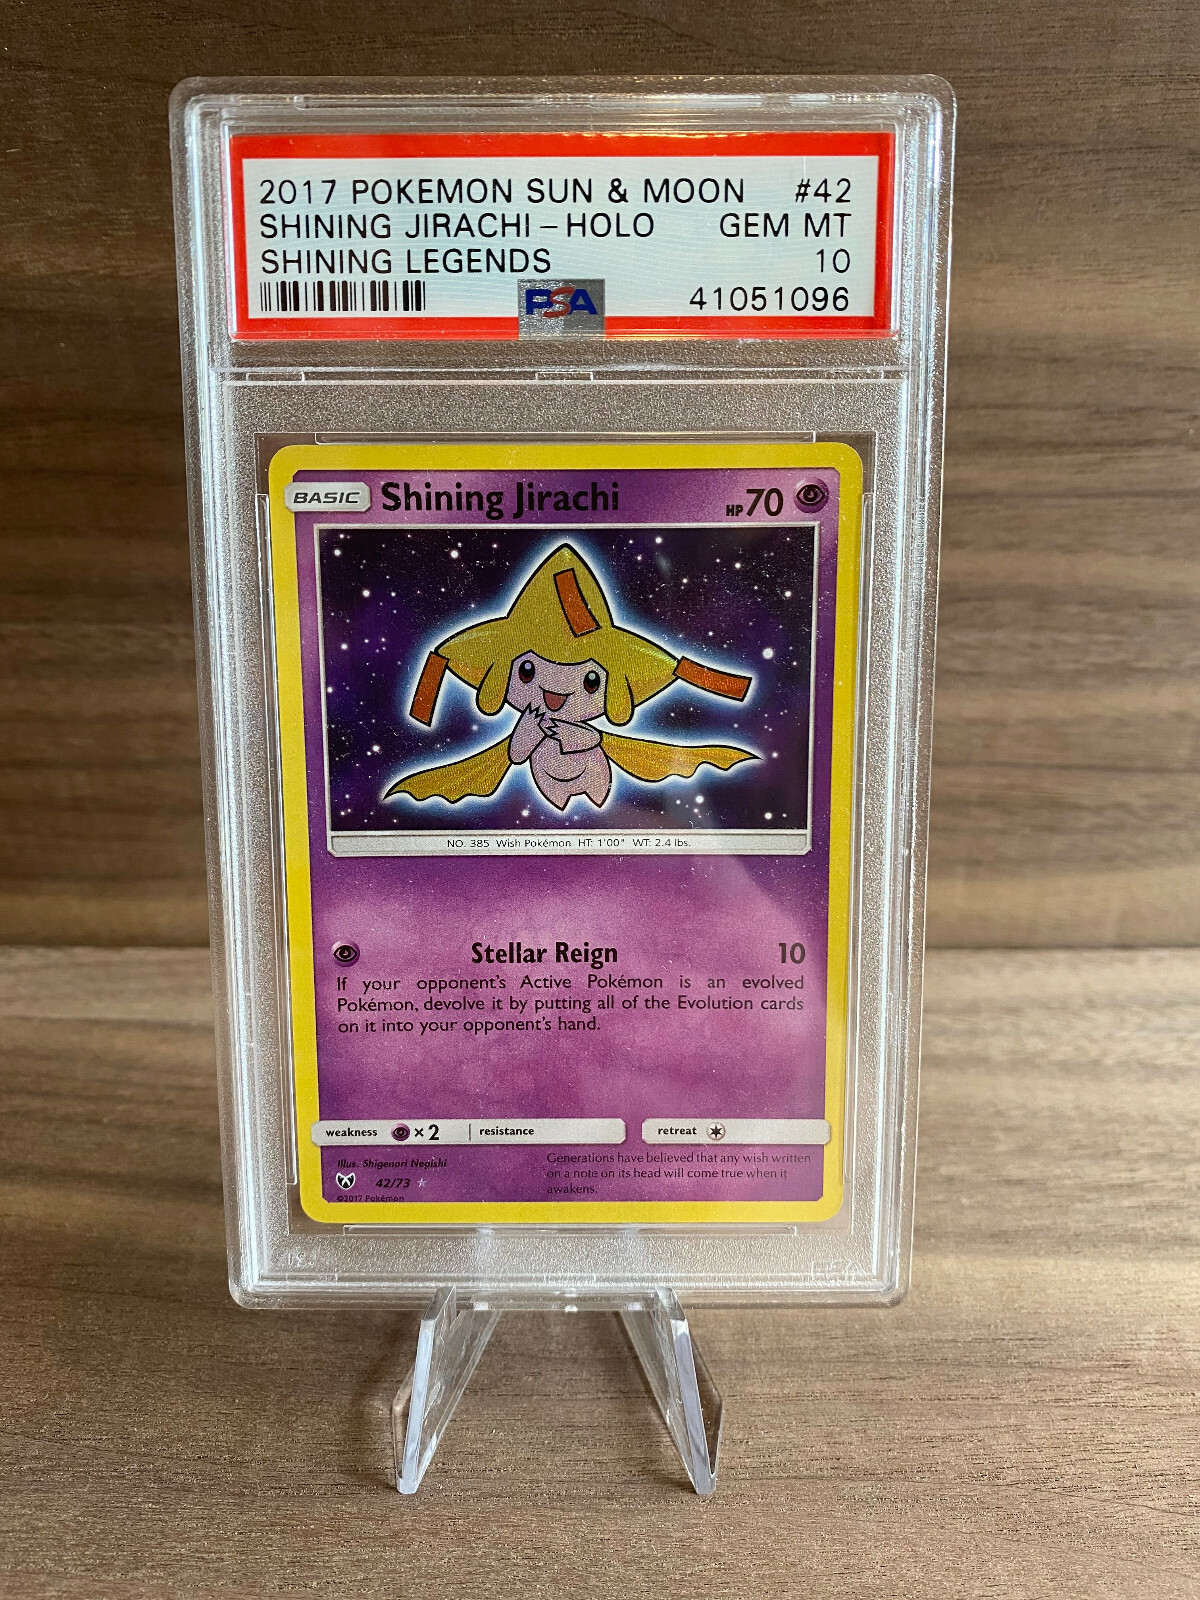 2017 POKEMON SUN & MOON #42
SHINING JIRACHI-HOLO GEM MT
SHINING LEGENDS 10
PSA 41051096
BASIC Shining Jirachi HP70
NO. 385 Wish Pokémon HT: 1'00" WT: 2.4 lbs.
Stellar Reign 10
If your opponent's Active Pokémon is an evolved
Pokémon, devolve it by putting all of the Evolution cards
on it into your opponent's hand.
weakness ×2 resistance retreat
Illus. Shigenori Negishi
42/73
©2017 Pokémon
Generations have believed that any wish written
on a note on its head will come true when it
awakens.